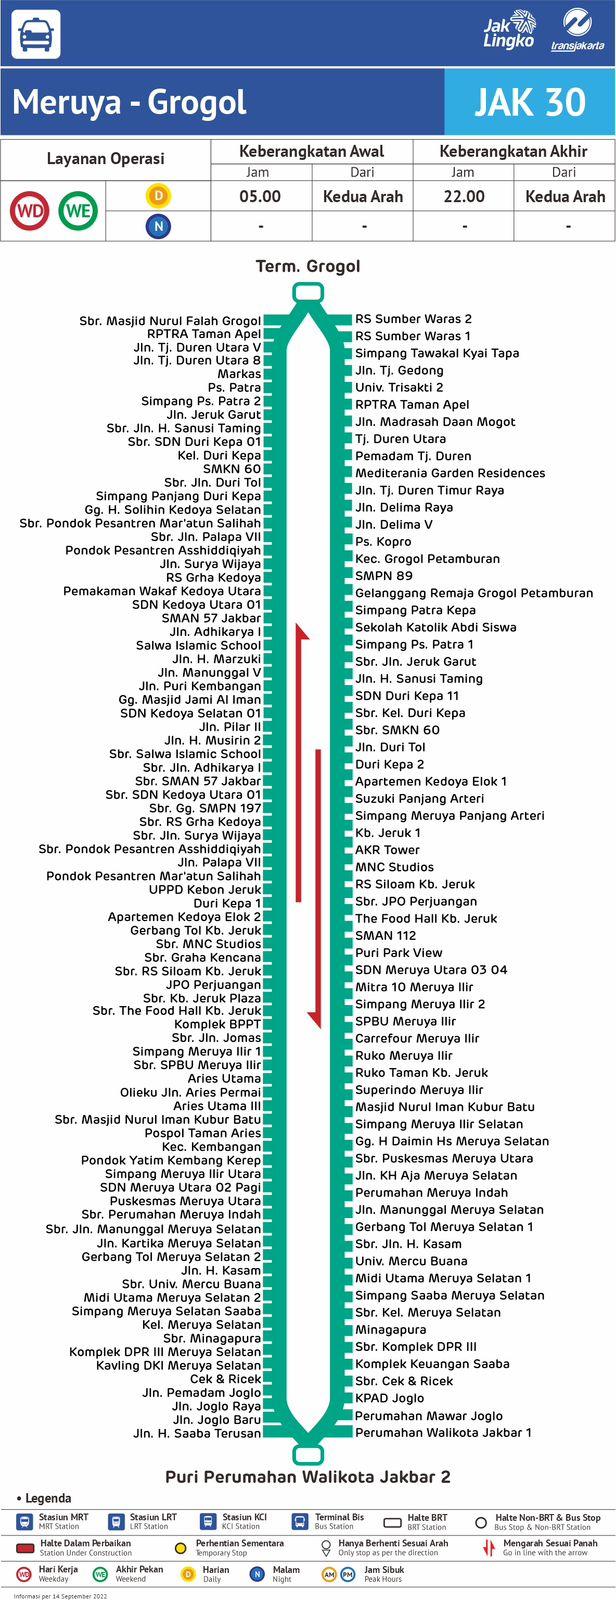 Jak
Lingko
transjakarta
Meruya - Grogol
JAK 30
Layanan Operasi
Keberangkatan Awal
Keberangkatan Akhir
Jam
Dari
Jam
Dari
WD
WE
D
05.00
Kedua Arah
22.00
Kedua Arah
N
-
-
-
-
Term. Grogol
Sbr. Masjid Nurul Falah Grogol
RPTRA Taman Apel
Jln. Tj. Duren Utara V
Jln. Tj. Duren Utara 8
Markas
Ps. Patra
Simpang Ps. Patra 2
Jln. Jeruk Garut
Sbr. Jln. H. Sanusi Taming
Sbr. SDN Duri Kepa 01
Kel. Duri Kepa
SMKN 60
Sbr. Jln. Duri Tol
Simpang Panjang Duri Kepa
Gg. H. Solihin Kedoya Selatan
Sbr. Pondok Pesantren Mar'atun Salihah
Sbr. Jln. Palapa VII
Pondok Pesantren Asshiddiqiyah
Jln. Surya Wijaya
RS Grha Kedoya
Pemakaman Wakaf Kedoya Utara
SDN Kedoya Utara 01
SMAN 57 Jakbar
Jln. Adhikarya I
Salwa Islamic School
Jln. H. Marzuki
Jln. Manunggal V
Jln. Puri Kembangan
Gg. Masjid Jami Al Iman
SDN Kedoya Selatan 01
Jln. Pilar II
Jln. H. Musirin 2
Sbr. Salwa Islamic School
Sbr. Jln. Adhikarya I
Sbr. SMAN 57 Jakbar
Sbr. SDN Kedoya Utara 01
Sbr. Gg. SMPN 197
Sbr. RS Grha Kedoya
Sbr. Jln. Surya Wijaya
Sbr. Pondok Pesantren Asshiddiqiyah
Jln. Palapa VII
Pondok Pesantren Mar'atun Salihah
UPPD Kebon Jeruk
Duri Kepa 1
Apartemen Kedoya Elok 2
Gerbang Tol Kb. Jeruk
Sbr. MNC Studios
Sbr. Graha Kencana
Sbr. RS Siloam Kb. Jeruk
JPO Perjuangan
Sbr. Kb. Jeruk Plaza
Sbr. The Food Hall Kb. Jeruk
Komplek BPPT
Sbr. Jln. Jomas
Simpang Meruya Ilir 1
Sbr. SPBU Meruya Ilir
Aries Utama
Olieku Jln. Aries Permai
Aries Utama III
Sbr. Masjid Nurul Iman Kubur Batu
Pospol Taman Aries
Kec. Kembangan
Pondok Yatim Kembang Kerep
Simpang Meruya Ilir Utara
SDN Meruya Utara 02 Pagi
Puskesmas Meruya Utara
Sbr. Perumahan Meruya Indah
Sbr. Jln. Manunggal Meruya Selatan
Jln. Kartika Meruya Selatan
Gerbang Tol Meruya Selatan 2
Jln. H. Kasam
Sbr. Univ. Mercu Buana
Midi Utama Meruya Selatan 2
Simpang Meruya Selatan Saaba
Kel. Meruya Selatan
Sbr. Minagapura
Komplek DPR III Meruya Selatan
Kavling DKI Meruya Selatan
Cek & Ricek
Jln. Pemadam Joglo
Jln. Joglo Raya
Jln. Joglo Baru
Jln. H. Saaba Terusan
RS Sumber Waras 2
RS Sumber Waras 1
Simpang Tawakal Kyai Tapa
Jln. Tj. Gedong
Univ. Trisakti 2
RPTRA Taman Apel
Jln. Madrasah Daan Mogot
Tj. Duren Utara
Pemadam Tj. Duren
Mediterania Garden Residences
Jln. Tj. Duren Timur Raya
Jln. Delima Raya
Jln. Delima V
Ps. Kopro
Kec. Grogol Petamburan
SMPN 89
Gelanggang Remaja Grogol Petamburan
Simpang Patra Kepa
Sekolah Katolik Abdi Siswa
Simpang Ps. Patra 1
Sbr. Jln. Jeruk Garut
Jln. H. Sanusi Taming
SDN Duri Kepa 11
Sbr. Kel. Duri Kepa
Sbr. SMKN 60
Jln. Duri Tol
Duri Kepa 2
Apartemen Kedoya Elok 1
Suzuki Panjang Arteri
Simpang Meruya Panjang Arteri
Kb. Jeruk 1
AKR Tower
MNC Studios
RS Siloam Kb. Jeruk
Sbr. JPO Perjuangan
The Food Hall Kb. Jeruk
SMAN 112
Puri Park View
SDN Meruya Utara 03 04
Mitra 10 Meruya Ilir
Simpang Meruya Ilir 2
SPBU Meruya Ilir
Carrefour Meruya Ilir
Ruko Meruya Ilir
Ruko Taman Kb. Jeruk
Superindo Meruya Ilir
Masjid Nurul Iman Kubur Batu
Simpang Meruya Ilir Selatan
Gg. H Daimin Hs Meruya Selatan
Sbr. Puskesmas Meruya Utara
Jln. KH Aja Meruya Selatan
Perumahan Meruya Indah
Jln. Manunggal Meruya Selatan
Gerbang Tol Meruya Selatan 1
Sbr. Jln. H. Kasam
Univ. Mercu Buana
Midi Utama Meruya Selatan 1
Simpang Saaba Meruya Selatan
Sbr. Kel. Meruya Selatan
Minagapura
Sbr. Komplek DPR III
Komplek Keuangan Saaba
Sbr. Cek & Ricek
KPAD Joglo
Perumahan Mawar Joglo
Perumahan Walikota Jakbar 1
Puri Perumahan Walikota Jakbar 2
• Legenda
Stasiun MRT
MRT Station
Stasiun LRT
LRT Station
Stasiun KCI
KCI Station
Terminal Bis
Bus Station
Halte BRT
BRT Station
Halte Non-BRT & Bus Stop
Bus Stop & Non-BRT Station
Halte Dalam Perbaikan
Station Under Construction
Perhentian Sementara
Temporary Stop
Hanya Berhenti Sesuai Arah
Only stop as per the direction
Mengarah Sesuai Panah
Go in line with the arrow
WD
Hari Kerja
Weekday
WE
Akhir Pekan
Weekend
D
Harian
Daily
N
Malam
Night
AM
PM
Jam Sibuk
Peak Hours
Informasi per 14 September 2022